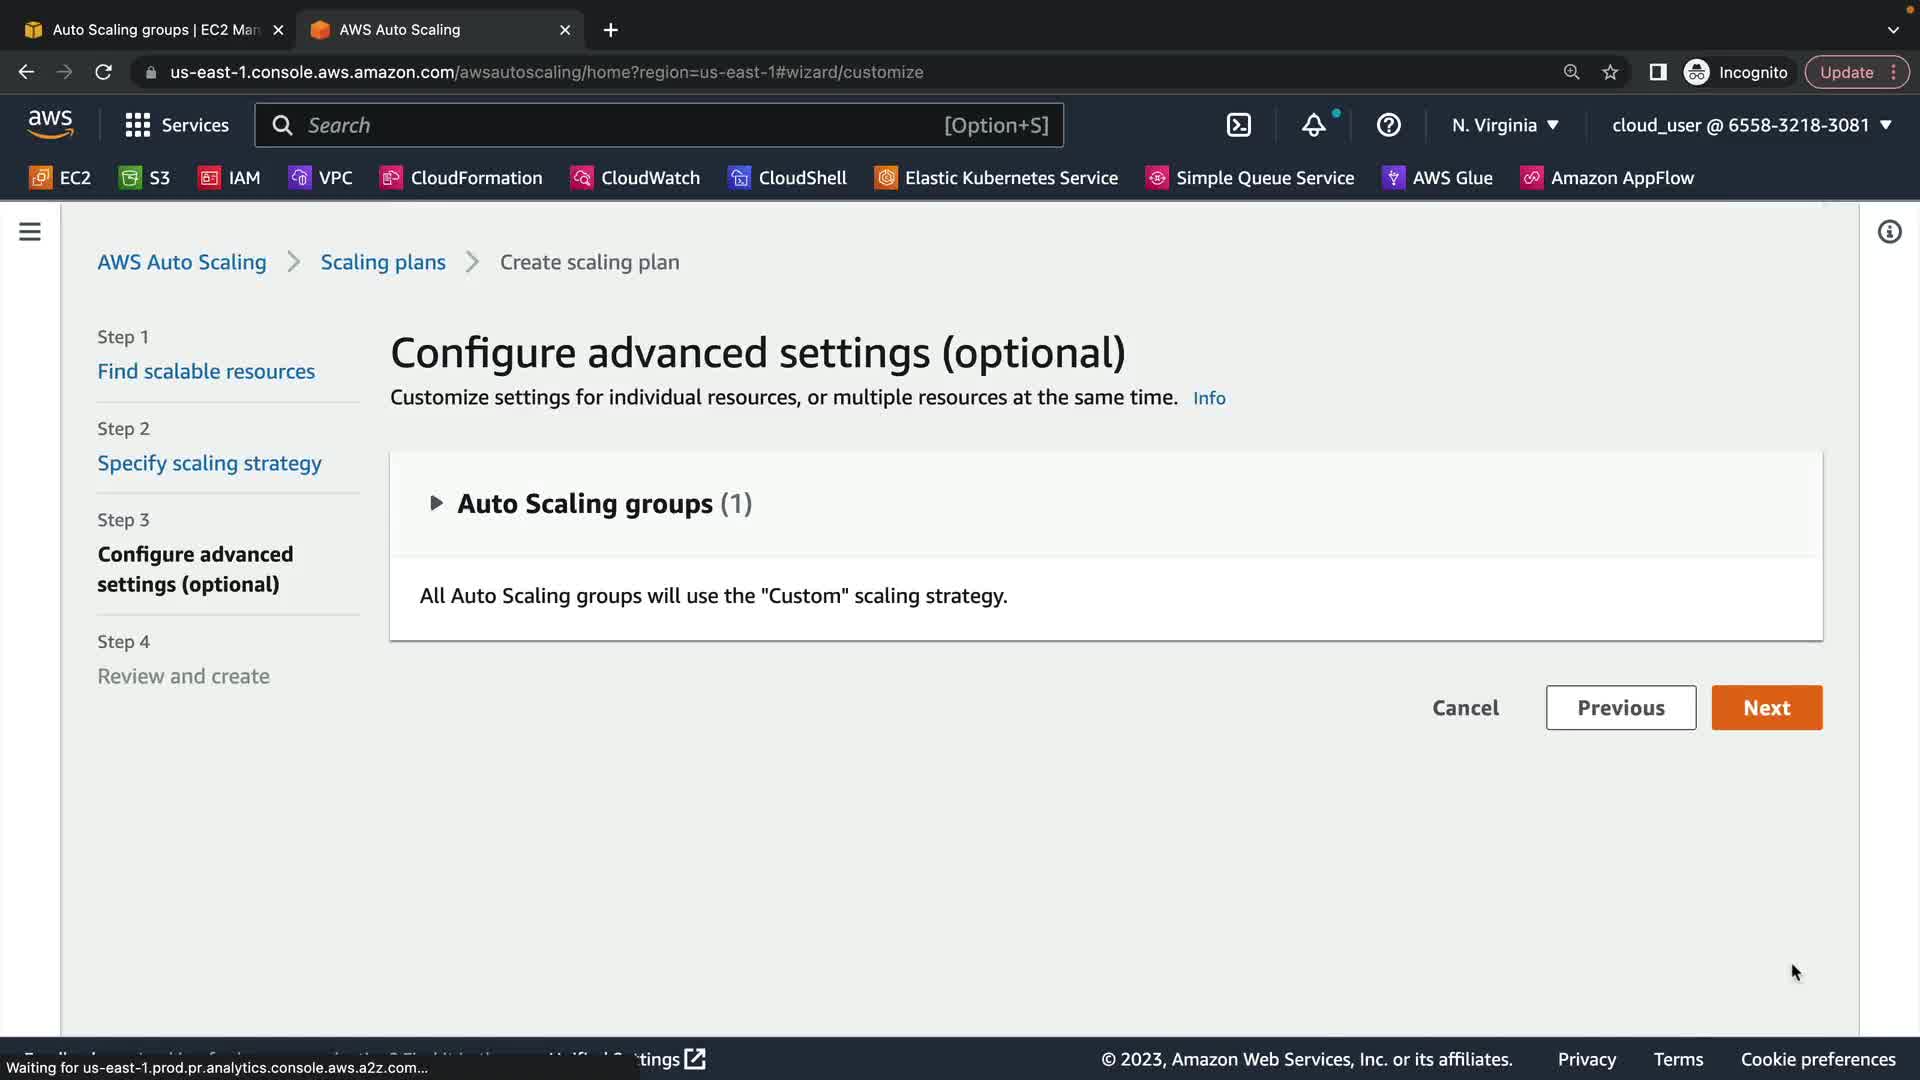 Auto Scaling groups | EC2 Man
AWS Auto Scaling
us-east-1.console.aws.amazon.com/awsautoscaling/home?region=us-east-1#wizard/customize
Incognito
Update
aws
Services
Search
[Option+S]
N. Virginia
cloud_user @ 6558-3218-3081
EC2
S3
IAM
VPC
CloudFormation
CloudWatch
CloudShell
Elastic Kubernetes Service
Simple Queue Service
AWS Glue
Amazon AppFlow
AWS Auto Scaling
Scaling plans
Create scaling plan
Step 1
Find scalable resources
Step 2
Specify scaling strategy
Step 3
Configure advanced
settings (optional)
Step 4
Review and create
Configure advanced settings (optional)
Customize settings for individual resources, or multiple resources at the same time. Info
Auto Scaling groups (1)
All Auto Scaling groups will use the "Custom" scaling strategy.
Cancel
Previous
Next
© 2023, Amazon Web Services, Inc. or its affiliates.
Privacy
Terms
Cookie preferences
Waiting for us-east-1.prod.pr.analytics.console.aws.a2z.com...